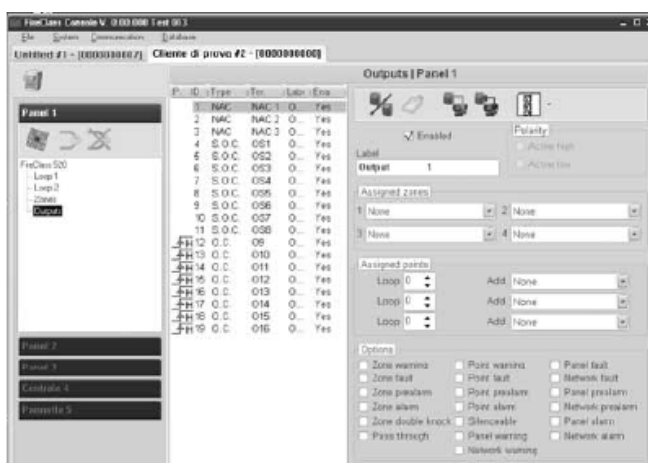 FireClass Console V. 0.00.000 Test 013
File System Communication Database
Untitled #1 - [0000000007] Cliente di prova #2 - [0000000000]
Outputs | Panel 1
Panel 1
FireClass 520
Loop 1
Loop 2
Zones
Outputs
Panel 2
Panel 3
Centrale 4
Pannello 5
P. ID Type Ter. Labe Ena
1 NAC NAC 1 O... Yes
2 NAC NAC 2 O... Yes
3 NAC NAC 3 O... Yes
4 S.O.C. OS1 O... Yes
5 S.O.C. OS2 O... Yes
6 S.O.C. OS3 O... Yes
7 S.O.C. OS4 O... Yes
8 S.O.C. OS5 O... Yes
9 S.O.C. OS6 O... Yes
10 S.O.C. OS7 O... Yes
11 S.O.C. OS8 O... Yes
12 O.C. O9 O... Yes
13 O.C. O10 O... Yes
14 O.C. O11 O... Yes
15 O.C. O12 O... Yes
16 O.C. O13 O... Yes
17 O.C. O14 O... Yes
18 O.C. O15 O... Yes
19 O.C. O16 O... Yes
Enabled
Polarity
Active high
Active low
Label
Output 1
Assigned zones
1 None 2 None
3 None 4 None
Assigned points
Loop 0 Add. None
Loop 0 Add. None
Loop 0 Add. None
Options
Zone warning Point warning Panel fault
Zone fault Point fault Network fault
Zone prealarm Point prealarm Panel prealarm
Zone alarm Point alarm Network prealarm
Zone double knock Silenceable Panel alarm
Pass through Panel warning Network alarm
Network warning